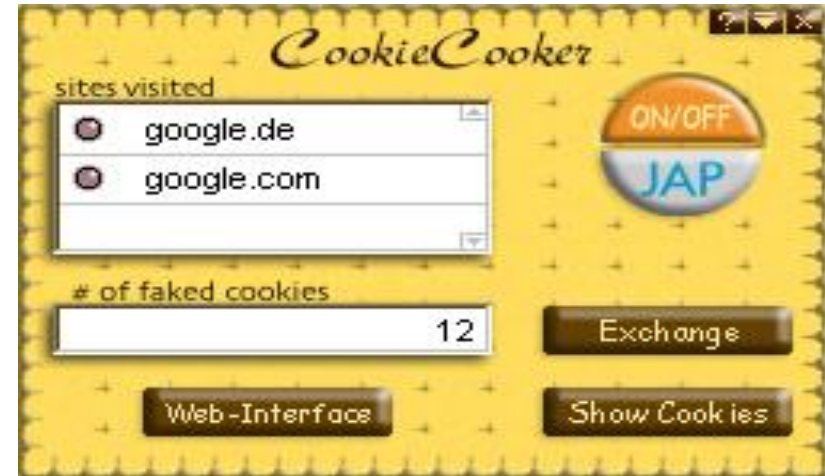 ?
CookieCooker
sites visited
google.de
google.com
ON/OFF
JAP
# of faked cookies
12
Exchange
Web-Interface
Show Cookies